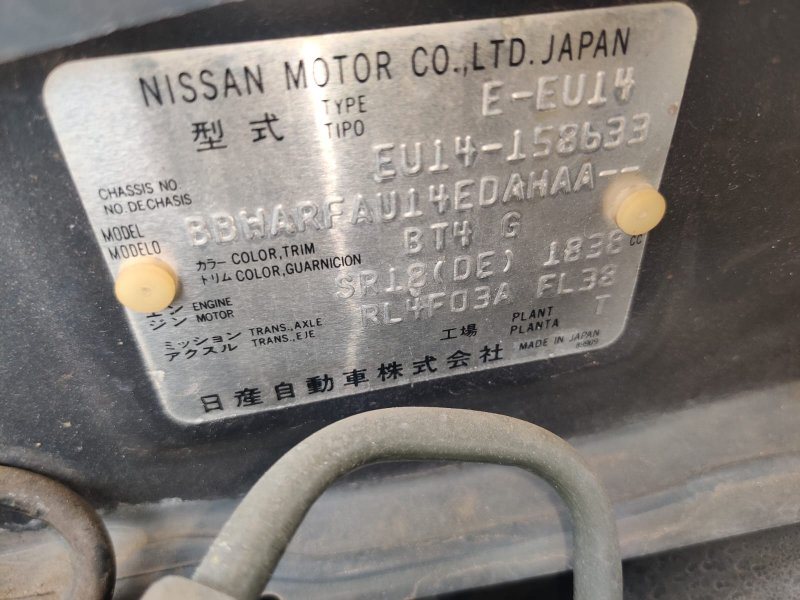 NISSAN MOTOR CO.,LTD. JAPAN
型式 TYPE TIPO E-EU14
CHASSIS NO. NO.DE CHASIS EU14-158633
MODEL MODELO BBHARFAU14EDAHAA--
カラー COLOR,TRIM トリム COLOR,GUARNICION BT4 G
エンジン ENGINE MOTOR SR18(DE) 1838 CC
ミッション アクスル TRANS.,AXLE TRANS.,EJE RL4F03A FL38
工場 PLANT PLANTA T
日産自動車株式会社 MADE IN JAPAN